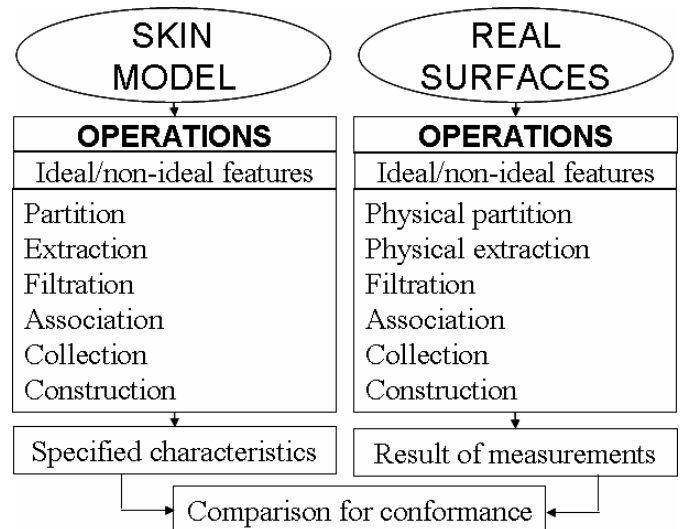 SKIN
MODEL
OPERATIONS
Ideal/non-ideal features
Partition
Extraction
Filtration
Association
Collection
Construction
Specified characteristics
REAL
SURFACES
OPERATIONS
Ideal/non-ideal features
Physical partition
Physical extraction
Filtration
Association
Collection
Construction
Result of measurements
Comparison for conformance